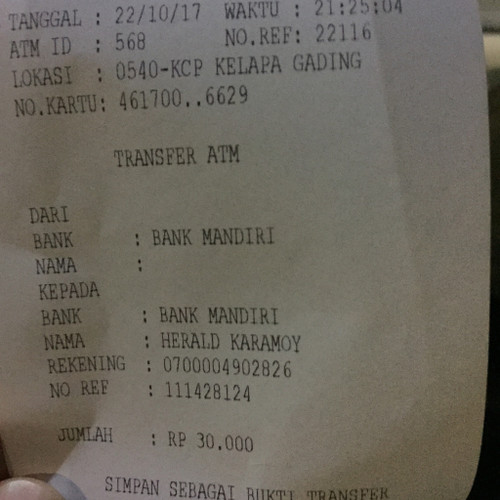 TANGGAL : 22/10/17 WAKTU : 21:25:04
ATM ID : 568 NO.REF: 22116
LOKASI : 0540-KCP KELAPA GADING
NO.KARTU: 461700..6629
TRANSFER ATM
DARI
BANK : BANK MANDIRI
NAMA :
KEPADA
BANK : BANK MANDIRI
NAMA : HERALD KARAMOY
REKENING : 0700004902826
NO REF : 111428124
JUMLAH : RP 30.000
SIMPAN SEBAGAI BUKTI TRANSFER